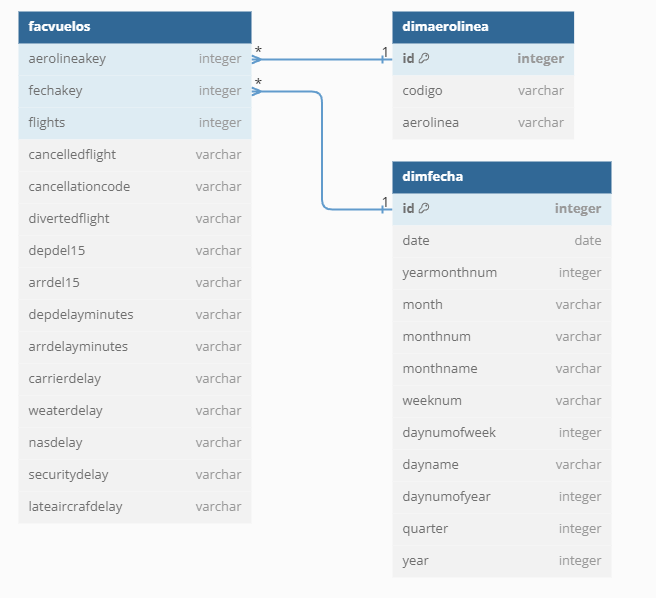 facvuelos
aerolineakey integer
fechakey integer
flights integer
cancelledflight varchar
cancellationcode varchar
divertedflight varchar
depdel15 varchar
arrdel15 varchar
depdelayminutes varchar
arrdelayminutes varchar
carrierdelay varchar
weaterdelay varchar
nasdelay varchar
securitydelay varchar
lateaircrafdelay varchar
* 1
* 1
dimaerolinea
id integer
codigo varchar
aerolinea varchar
dimfecha
id integer
date date
yearmonthnum integer
month varchar
monthnum varchar
monthname varchar
weeknum varchar
daynumofweek integer
dayname varchar
daynumofyear integer
quarter integer
year integer